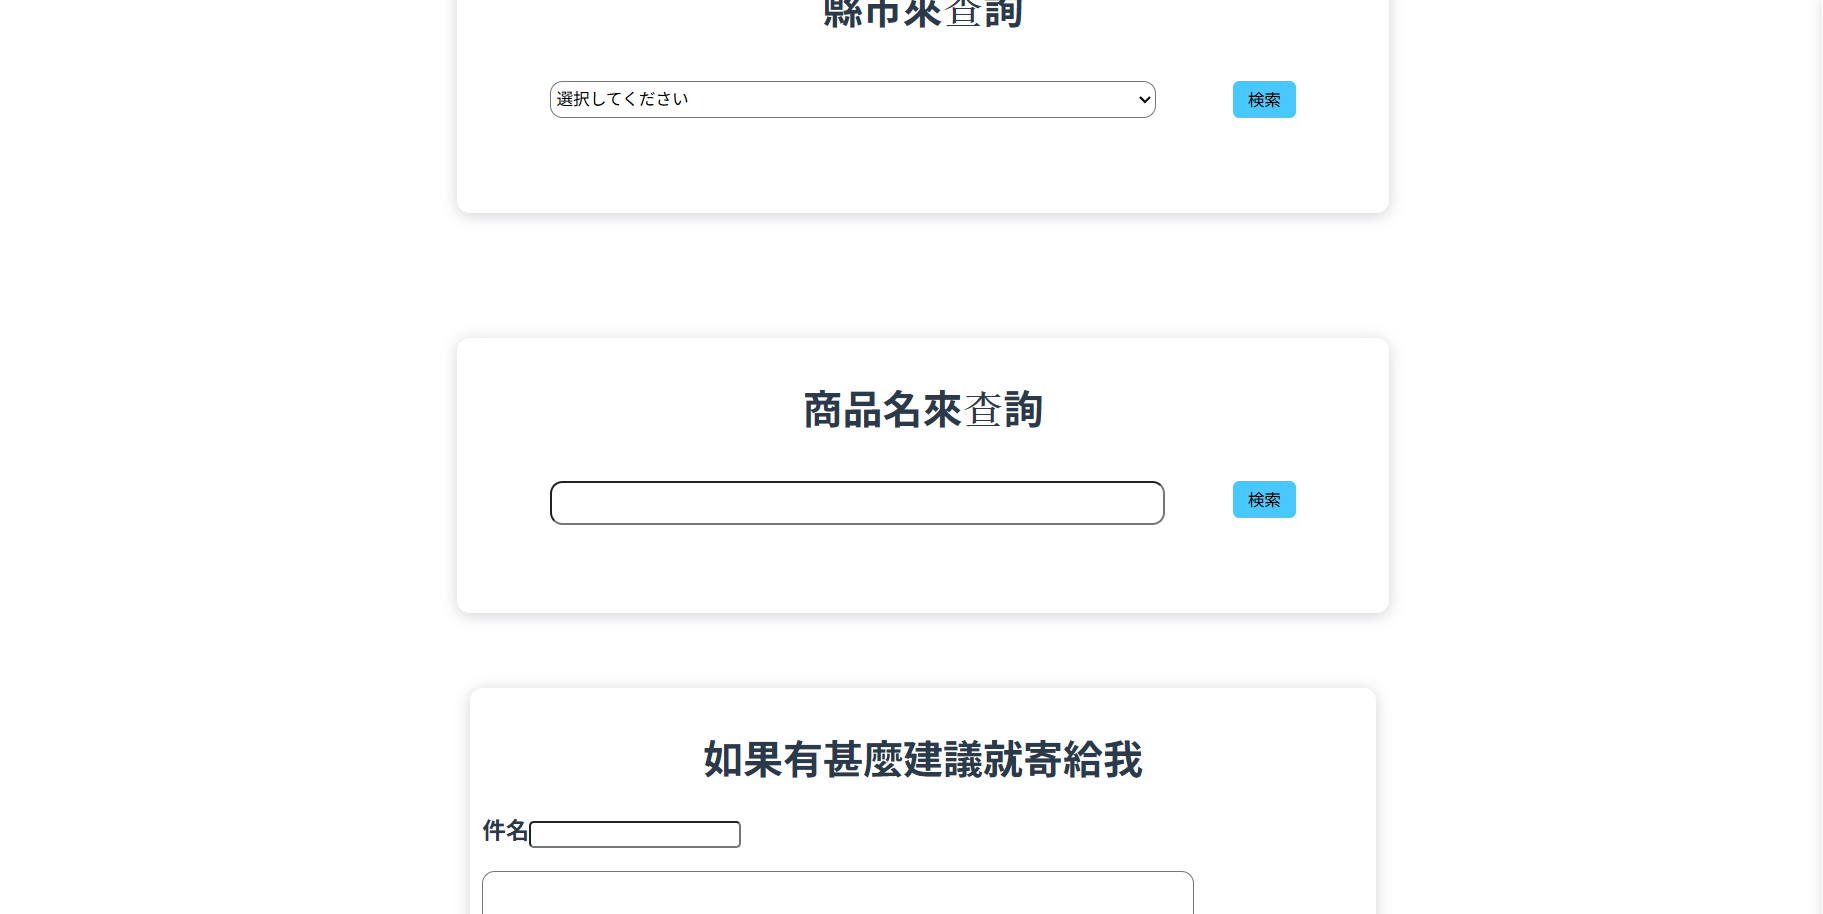 縣市來查詢
選択してください
検索
商品名來查詢
検索
如果有甚麼建議就寄給我
件名